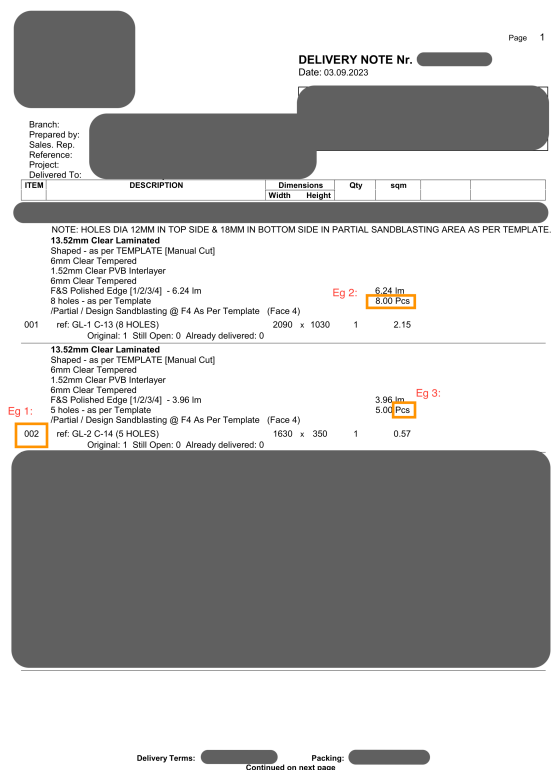 Page 1
DELIVERY NOTE Nr.
Date: 03.09.2023
Branch:
Prepared by:
Sales. Rep.
Reference:
Project:
Delivered To:
ITEM DESCRIPTION Dimensions Qty sqm
Width Height
NOTE: HOLES DIA 12MM IN TOP SIDE & 18MM IN BOTTOM SIDE IN PARTIAL SANDBLASTING AREA AS PER TEMPLATE.
13.52mm Clear Laminated
Shaped - as per TEMPLATE [Manual Cut]
6mm Clear Tempered
1.52mm Clear PVB Interlayer
6mm Clear Tempered
F&S Polished Edge [1/2/3/4] - 6.24 lm Eg 2: 6.24 lm
8 holes - as per Template 8.00 Pcs
/Partial / Design Sandblasting @ F4 As Per Template (Face 4)
001 ref: GL-1 C-13 (8 HOLES) 2090 x 1030 1 2.15
Original: 1 Still Open: 0 Already delivered: 0
13.52mm Clear Laminated
Shaped - as per TEMPLATE [Manual Cut]
6mm Clear Tempered
1.52mm Clear PVB Interlayer
6mm Clear Tempered
F&S Polished Edge [1/2/3/4] - 3.96 lm 3.96 lm Eg 3:
Eg 1: 5 holes - as per Template 5.00 Pcs
/Partial / Design Sandblasting @ F4 As Per Template (Face 4)
002 ref: GL-2 C-14 (5 HOLES) 1630 x 350 1 0.57
Original: 1 Still Open: 0 Already delivered: 0
Delivery Terms: Packing:
Continued on next page